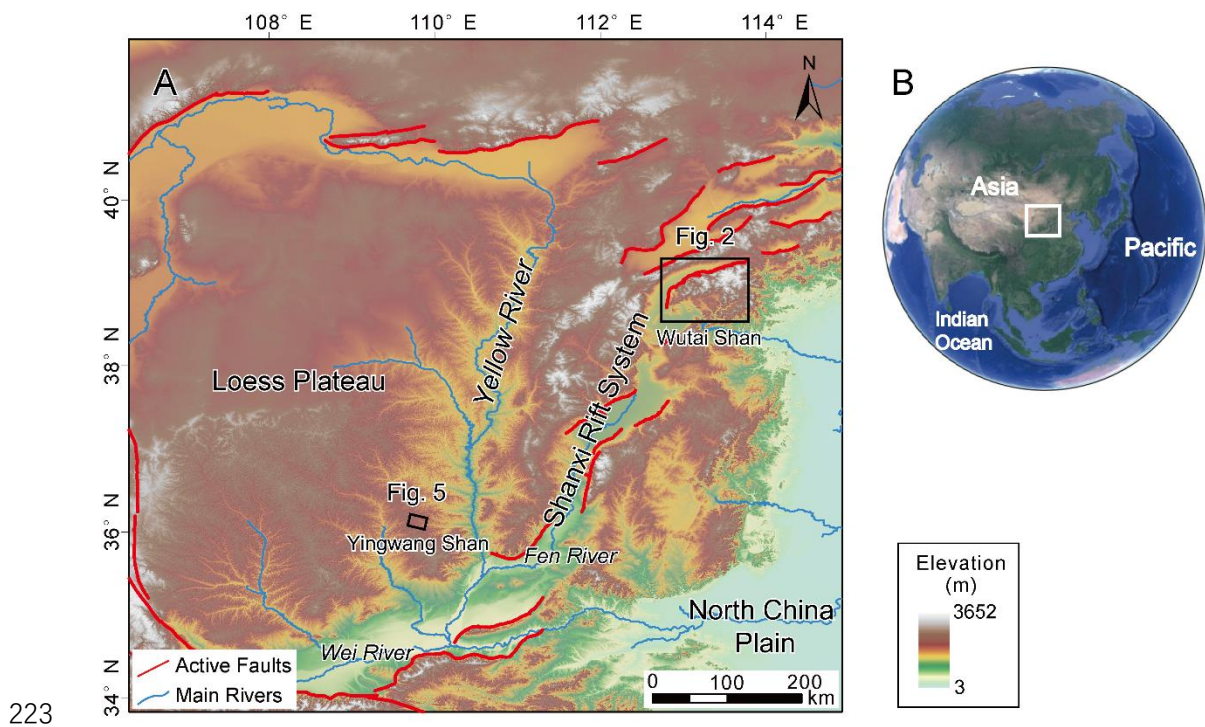 108° E
110° E
112° E
114° E
A
N
B
40° N
38° N
36° N
34° N
Fig. 2
Wutai Shan
Yellow River
Shanxi Rift System
Loess Plateau
Fig. 5
Yingwang Shan
Fen River
Wei River
North China
Plain
Active Faults
Main Rivers
0
100
200
km
Asia
Pacific
Indian
Ocean
Elevation
(m)
3652
3
223